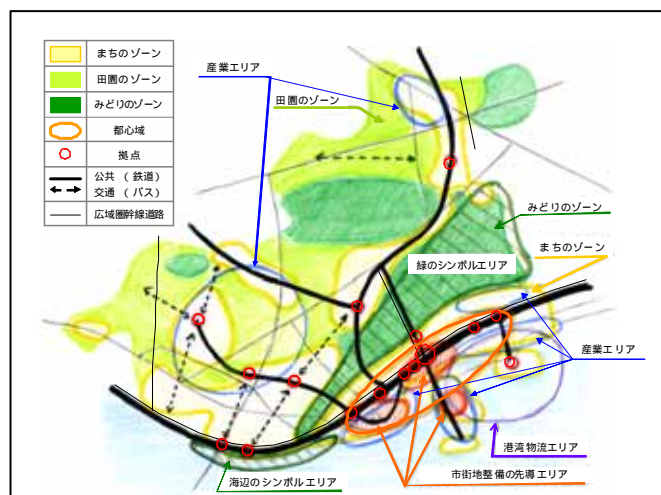 まちのゾーン
田園のゾーン
みどりのゾーン
都心域
拠点
公共 (鉄道)
交通 (バス)
広域圏幹線道路
産業エリア
田園のゾーン
みどりのゾーン
まちのゾーン
緑のシンボルエリア
産業エリア
港湾物流エリア
市街地整備の先導エリア
海辺のシンボルエリア